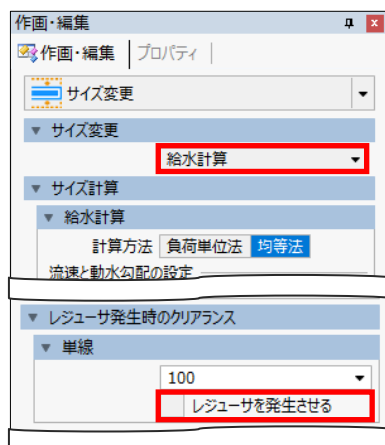 作画・編集
作画・編集 プロパティ
サイズ変更
サイズ変更
給水計算
サイズ計算
給水計算
計算方法 負荷単位法 均等法
流速と動水勾配の設定
レジューサ発生時のクリアランス
単線
100
レジューサを発生させる